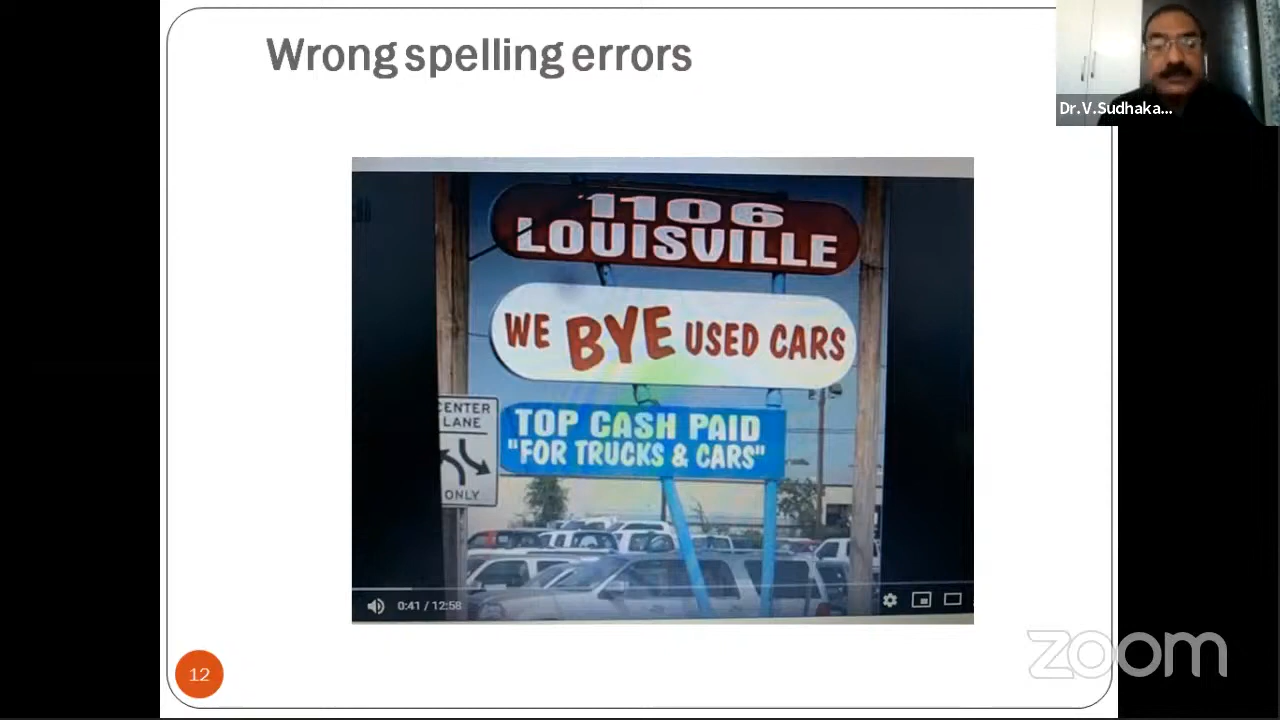 Wrong spelling errors
Dr.V.Sudhaka...
1106
LOUISVILLE
WE BYE USED CARS
TOP CASH PAID
"FOR TRUCKS & CARS"
CENTER
LANE
ONLY
0:41 / 12:58
12
zoom